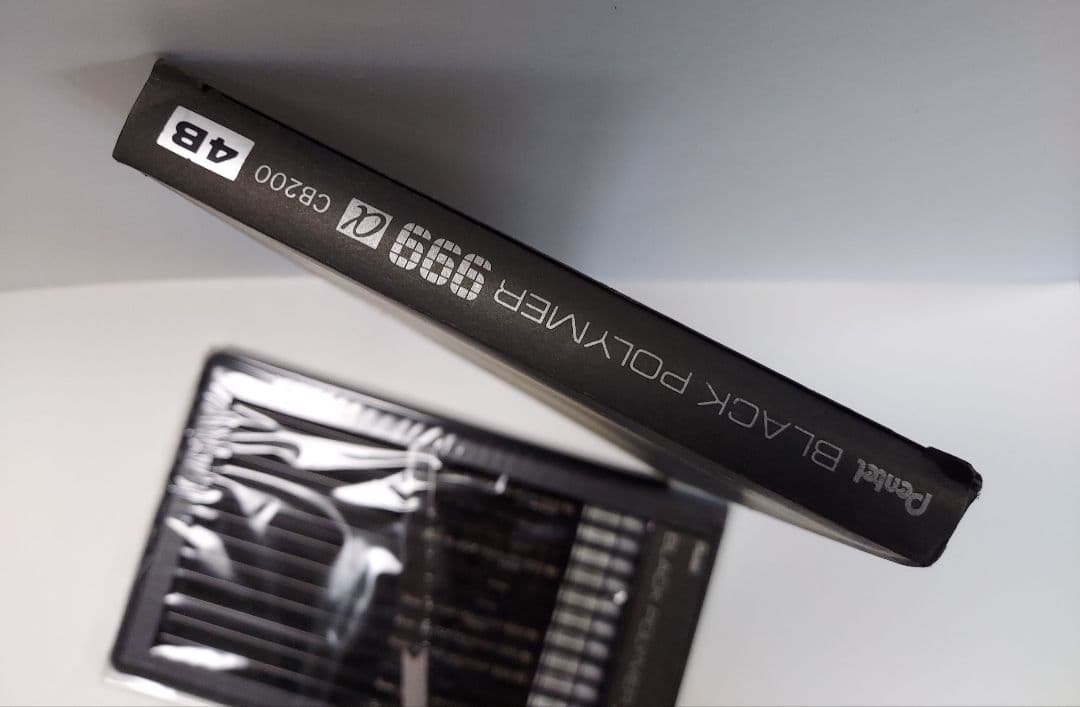 Pentel BLACK POLYMER 999 α CB200 4B